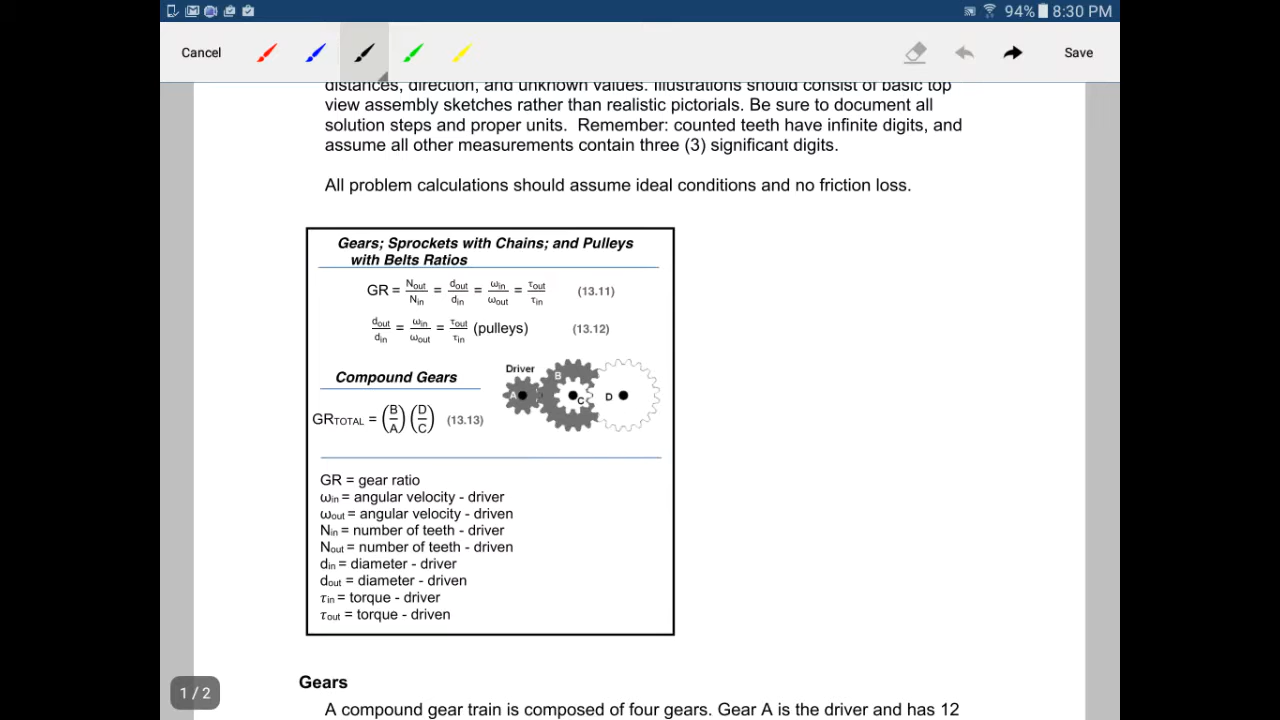 94% 8:30 PM
Cancel Save
distances, direction, and unknown values. Illustrations should consist of basic top
view assembly sketches rather than realistic pictorials. Be sure to document all
solution steps and proper units. Remember: counted teeth have infinite digits, and
assume all other measurements contain three (3) significant digits.
All problem calculations should assume ideal conditions and no friction loss.
Gears; Sprockets with Chains; and Pulleys
with Belts Ratios
GR = Nout/Nin = dout/din = ωin/ωout = τout/τin (13.11)
dout/din = ωin/ωout = τout/τin (pulleys) (13.12)
Driver
A B C D
Compound Gears
GRTOTAL = (B/A) (D/C) (13.13)
GR = gear ratio
ωin = angular velocity - driver
ωout = angular velocity - driven
Nin = number of teeth - driver
Nout = number of teeth - driven
din = diameter - driver
dout = diameter - driven
τin = torque - driver
τout = torque - driven
1 / 2
Gears
A compound gear train is composed of four gears. Gear A is the driver and has 12